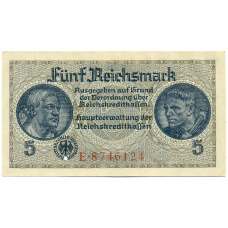 Fünf Reichsmark
Ausgegeben auf Grund
der Verordnung über
Reichskreditkassen.
Hauptverwaltung der
Reichskreditkassen
5 5
E·8746124